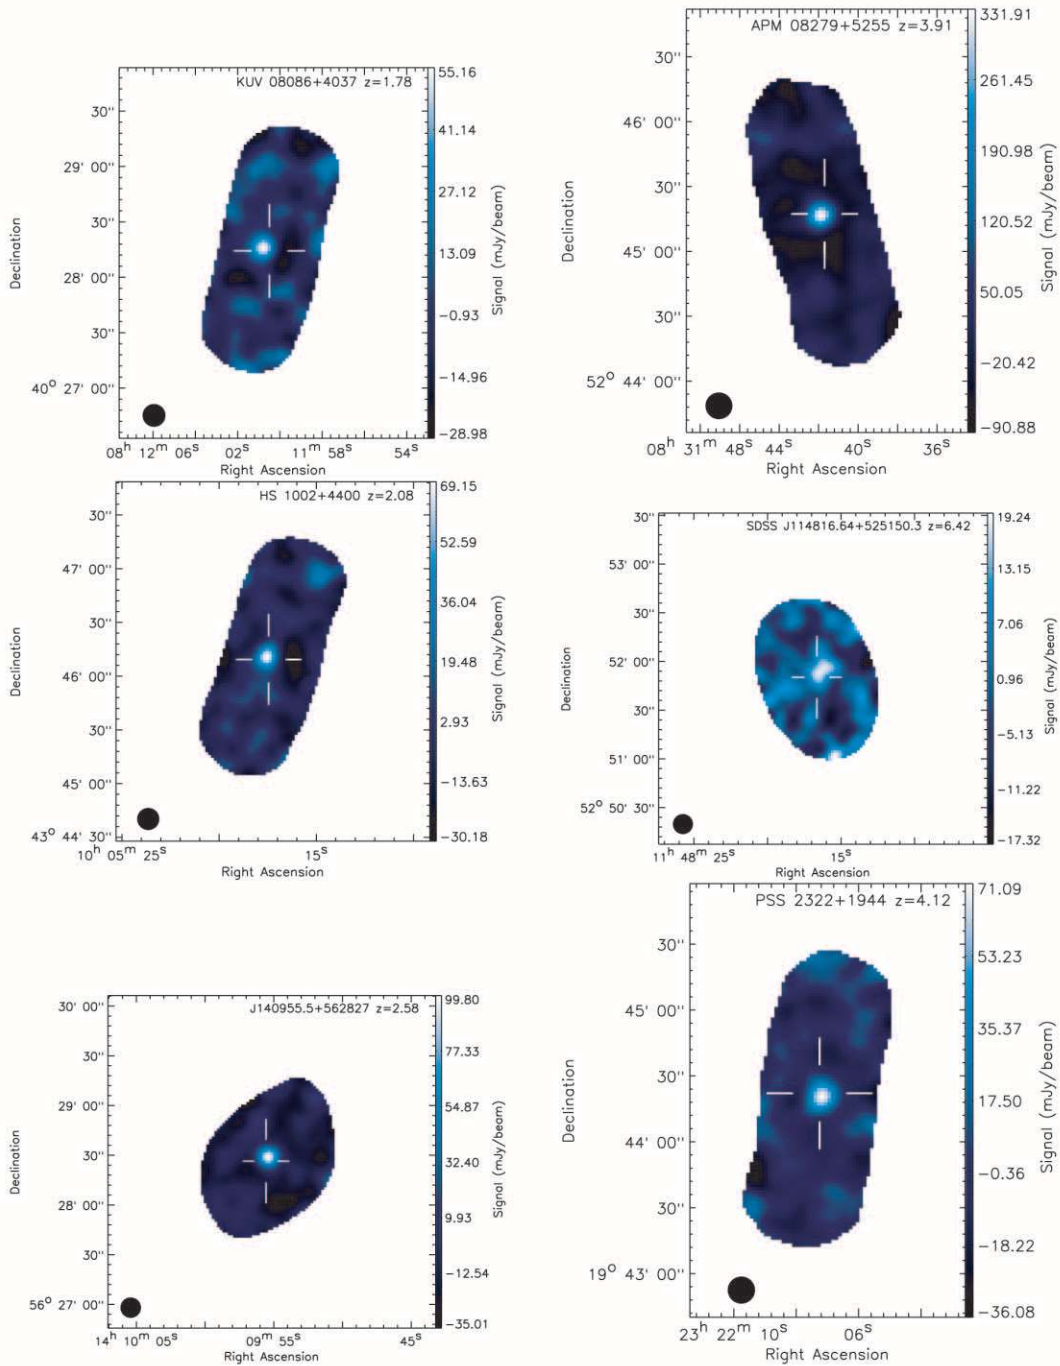 KUV 08086+4037 z=1.78
55.16
41.14
27.12
13.09
−0.93
−14.96
−28.98
Signal (mJy/beam)
Declination
30"
29' 00"
30"
28' 00"
30"
40° 27' 00"
08h 12m 06s 02s 11m 58s 54s
Right Ascension
APM 08279+5255 z=3.91
331.91
261.45
190.98
120.52
50.05
−20.42
−90.88
Signal (mJy/beam)
Declination
30"
46' 00"
30"
45' 00"
30"
52° 44' 00"
08h 31m 48s 44s 40s 36s
Right Ascension
HS 1002+4400 z=2.08
69.15
52.59
36.04
19.48
2.93
−13.63
−30.18
Signal (mJy/beam)
Declination
30"
47' 00"
30"
46' 00"
30"
45' 00"
43° 44' 30"
10h 05m 25s 15s
Right Ascension
SDSS J114816.64+525150.3 z=6.42
19.24
13.15
7.06
0.96
−5.13
−11.22
−17.32
Signal (mJy/beam)
Declination
30"
53' 00"
30"
52' 00"
30"
51' 00"
52° 50' 30"
11h 48m 25s 15s
Right Ascension
J140955.5+562827 z=2.58
99.80
77.33
54.87
32.40
9.93
−12.54
−35.01
Signal (mJy/beam)
Declination
30' 00"
30"
29' 00"
30"
28' 00"
30"
56° 27' 00"
14h 10m 05s 09m 55s 45s
Right Ascension
PSS 2322+1944 z=4.12
71.09
53.23
35.37
17.50
−0.36
−18.22
−36.08
Signal (mJy/beam)
Declination
30"
45' 00"
30"
44' 00"
30"
19° 43' 00"
23h 22m 10s 06s
Right Ascension